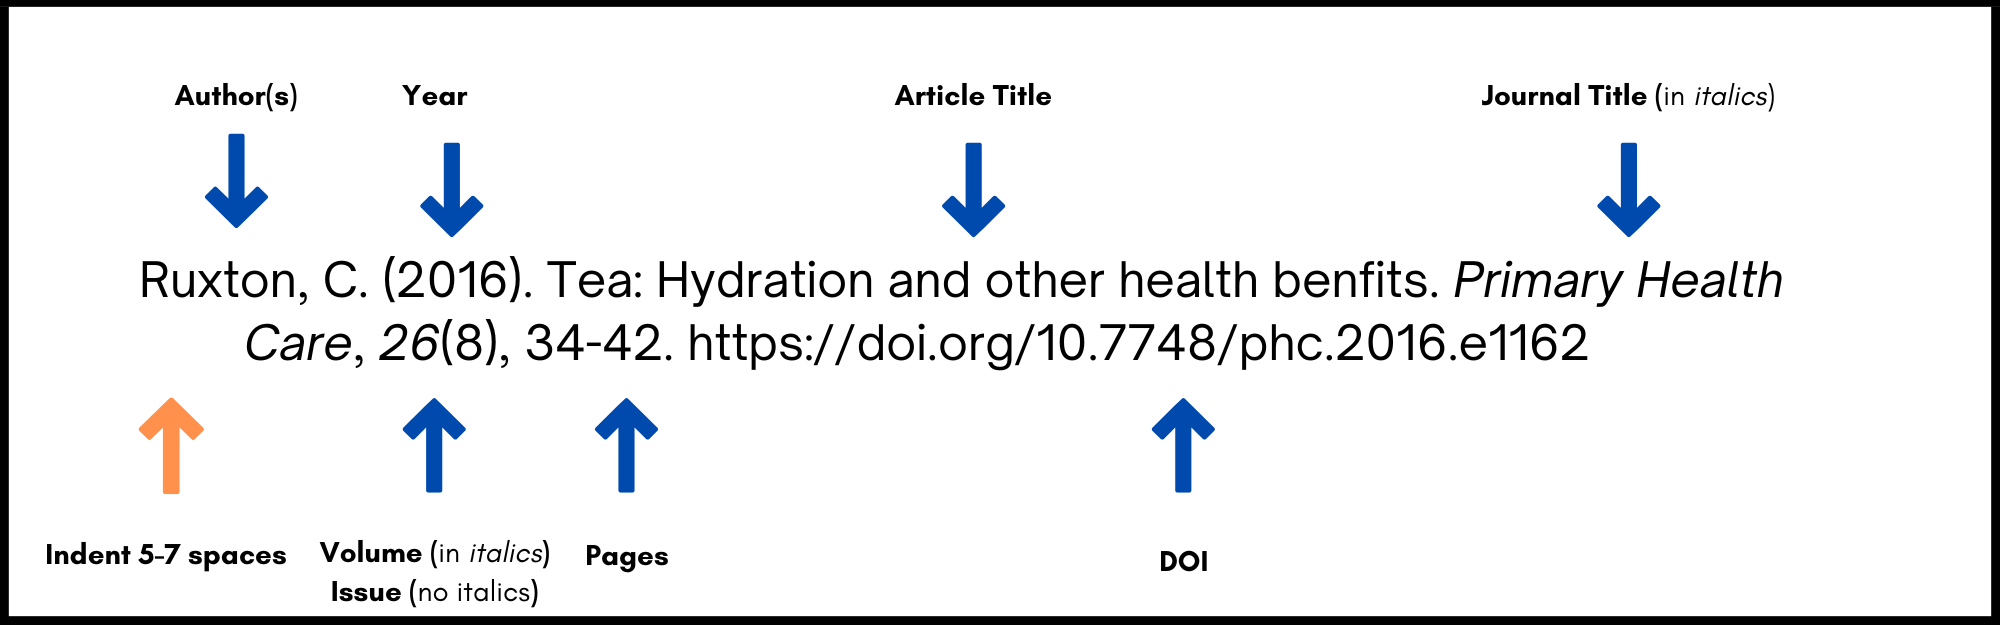 Author(s) Year Article Title Journal Title (in italics)
Ruxton, C. (2016). Tea: Hydration and other health benfits. Primary Health
Care, 26(8), 34-42. https://doi.org/10.7748/phc.2016.e1162
Indent 5-7 spaces Volume (in italics) Pages DOI
Issue (no italics)